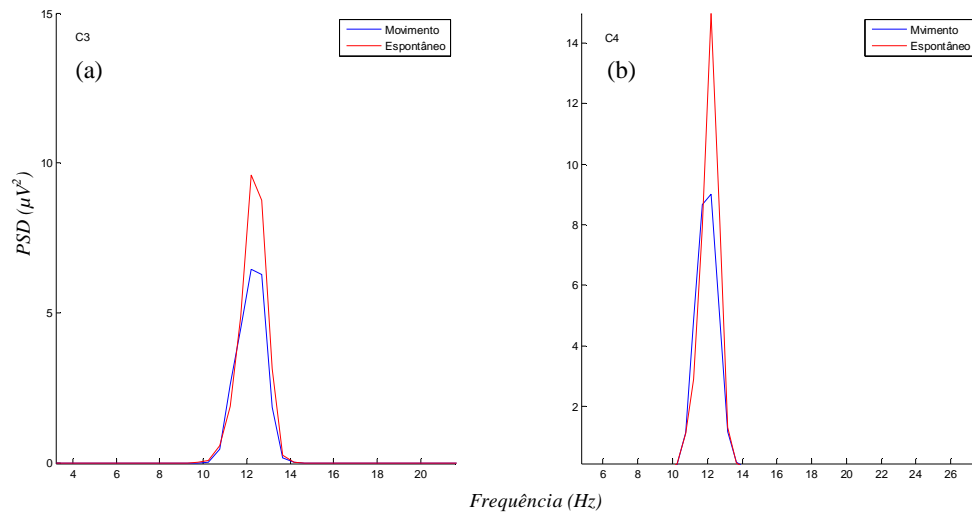 C3
(a)
Movimento
Espontâneo
15
10
5
0
4 6 8 10 12 14 16 18 20
PSD (µV²)
C4
(b)
Mvimento
Espontâneo
14
12
10
8
6
4
2
6 8 10 12 14 16 18 20 22 24 26
Frequência (Hz)